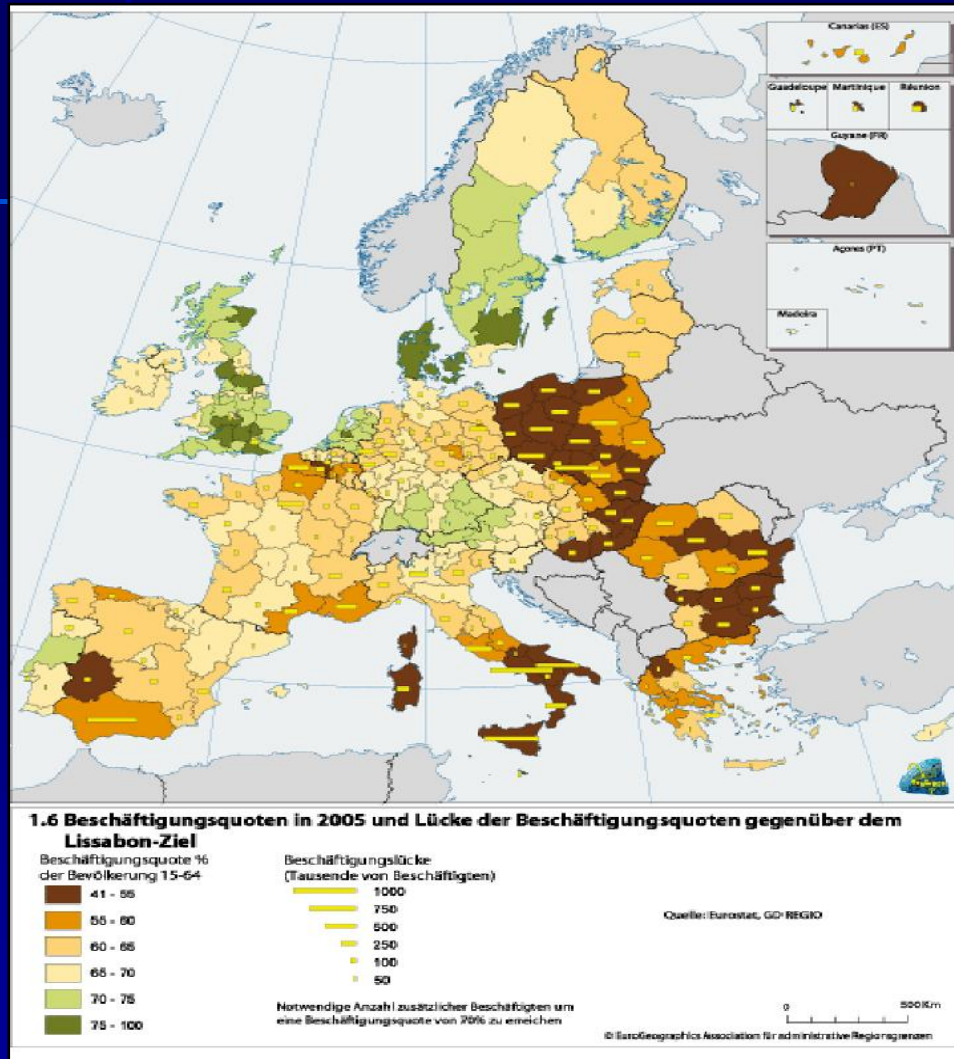 Canarias (ES)
Guadeloupe Martinique Réunion
Guyane (FR)
Açores (PT)
Madeira
1.6 Beschäftigungsquoten in 2005 und Lücke der Beschäftigungsquoten gegenüber dem
Lissabon-Ziel
Beschäftigungsquote %
der Bevölkerung 15-64
41 - 55
55 - 60
60 - 65
65 - 70
70 - 75
75 - 100
Beschäftigungslücke
(Tausende von Beschäftigten)
1000
750
500
250
100
50
Notwendige Anzahl zusätzlicher Beschäftigten um
eine Beschäftigungsquote von 70% zu erreichen
Quelle: Eurostat, GD REGIO
0 500 Km
© EuroGeographics Association für administrative Regionsgrenzen